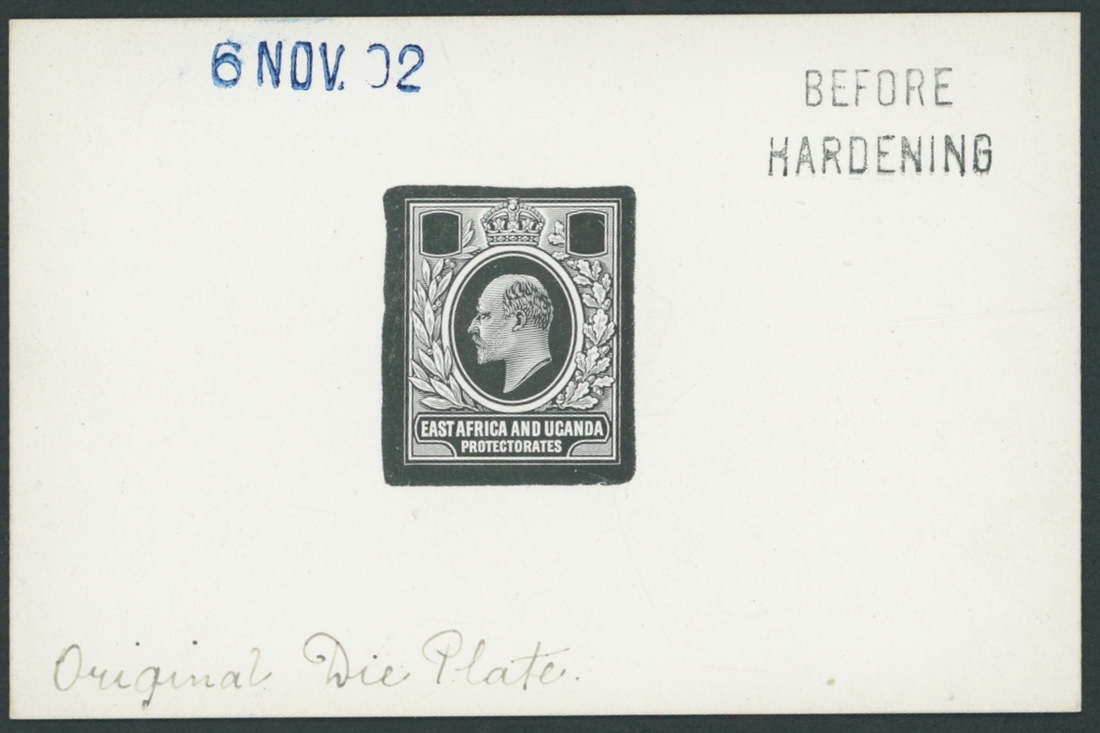 6 NOV. 02
BEFORE
HARDENING
EAST AFRICA AND UGANDA
PROTECTORATES
Original Die Plate.